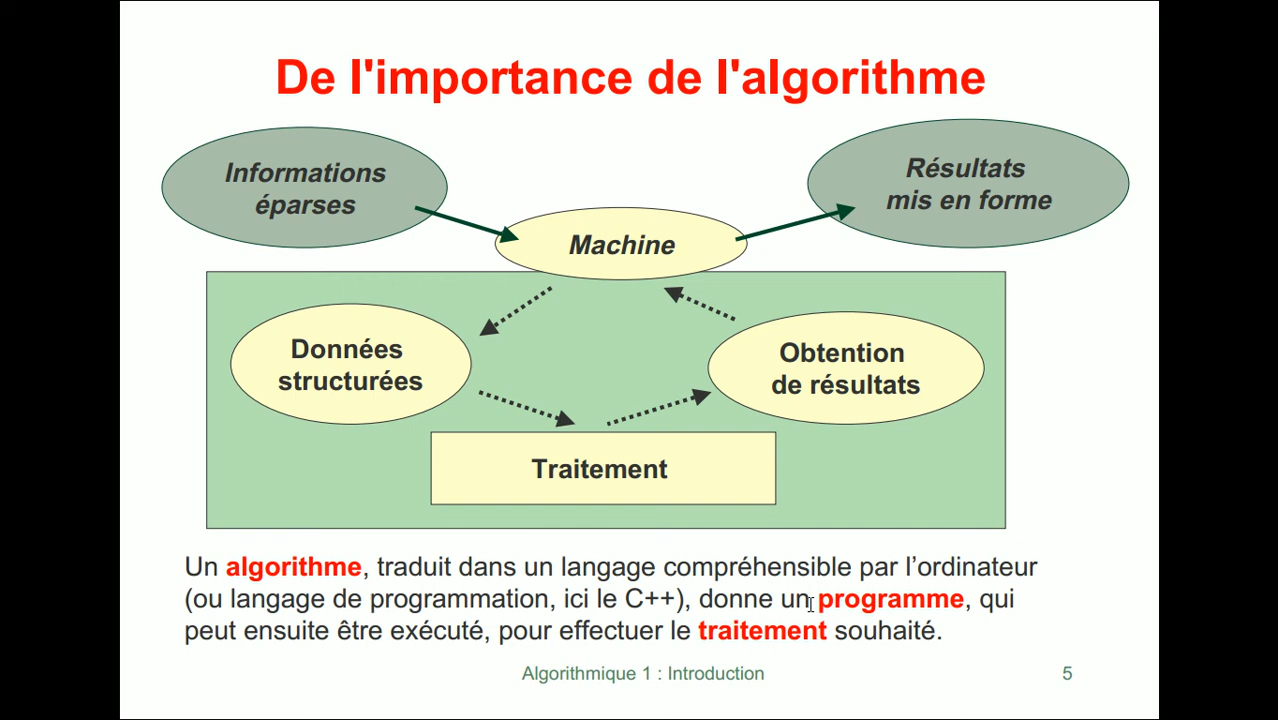 De l'importance de l'algorithme
Informations
éparses
Résultats
mis en forme
Machine
Données
structurées
Obtention
de résultats
Traitement
Un algorithme, traduit dans un langage compréhensible par l’ordinateur
(ou langage de programmation, ici le C++), donne un programme, qui
peut ensuite être exécuté, pour effectuer le traitement souhaité.
Algorithmique 1 : Introduction
5